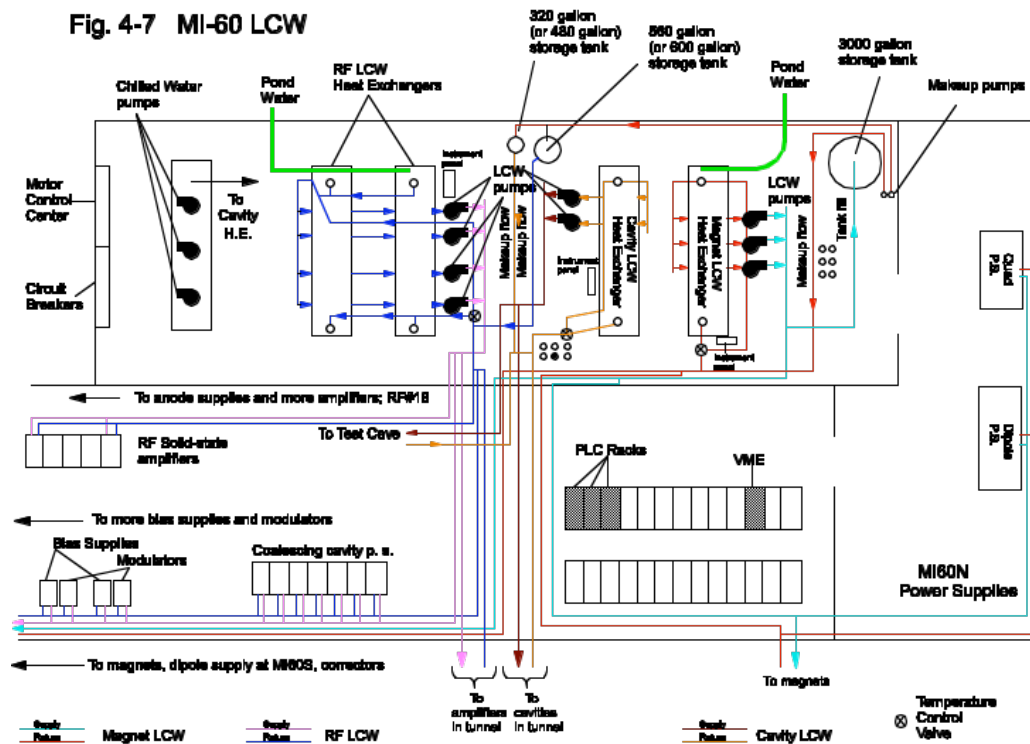 Fig. 4-7 MI-60 LCW
320 gallon
(or 480 gallon)
storage tank
560 gallon
(or 600 gallon)
storage tank
3000 gallon
storage tank
Chilled Water
pumps
Pond
Water
RF LCW
Heat Exchangers
Pond
Water
Makeup pumps
Instrument
panel
LCW
pumps
LCW
pumps
Motor
Control
Center
To
Cavity
H.E.
Makeup flow
Makeup flow
Instrument
panel
Cavity LCW
Heat Exchanger
Magnet LCW
Heat Exchanger
Makeup flow
Tank fill
Quad
P.S.
Circuit
Breakers
Instrument
panel
To anode supplies and more amplifiers; RF#18
RF Solid-state
amplifiers
To Test Cave
PLC Racks
VME
Dipole
P.S.
To more bias supplies and modulators
Bias Supplies
Modulators
Coalescing cavity p. s.
MI60N
Power Supplies
To magnets, dipole supply at MI60S, correctors
To
amplifiers
in tunnel
To
cavities
in tunnel
To magnets
Temperature
Control
Valve
Supply
Return
Magnet LCW
Supply
Return
RF LCW
Supply
Return
Cavity LCW